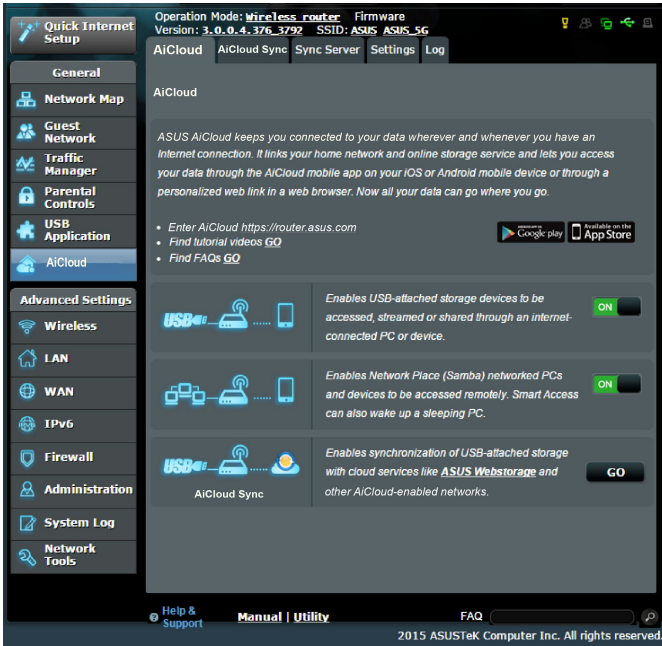 Quick Internet
Setup
Operation Mode: Wireless router Firmware
Version: 3.0.0.4.376_3792 SSID: ASUS ASUS_5G
AiCloud
AiCloud Sync
Sync Server
Settings
Log
General
Network Map
Guest
Network
Traffic
Manager
Parental
Controls
USB
Application
AiCloud
Advanced Settings
Wireless
LAN
WAN
IPv6
Firewall
Administration
System Log
Network
Tools
AiCloud
ASUS AiCloud keeps you connected to your data wherever and whenever you have an
Internet connection. It links your home network and online storage service and lets you access
your data through the AiCloud mobile app on your iOS or Android mobile device or through a
personalized web link in a web browser. Now all your data can go where you go.
• Enter AiCloud https://router.asus.com
• Find tutorial videos GO
• Find FAQs GO
Google play
Available on the
App Store
USB
Enables USB-attached storage devices to be
accessed, streamed or shared through an internet-
connected PC or device.
ON
Enables Network Place (Samba) networked PCs
and devices to be accessed remotely. Smart Access
can also wake up a sleeping PC.
ON
USB
AiCloud Sync
Enables synchronization of USB-attached storage
with cloud services like ASUS Webstorage and
other AiCloud-enabled networks.
GO
Help &
Support
Manual | Utility
FAQ
2015 ASUSTeK Computer Inc. All rights reserved.